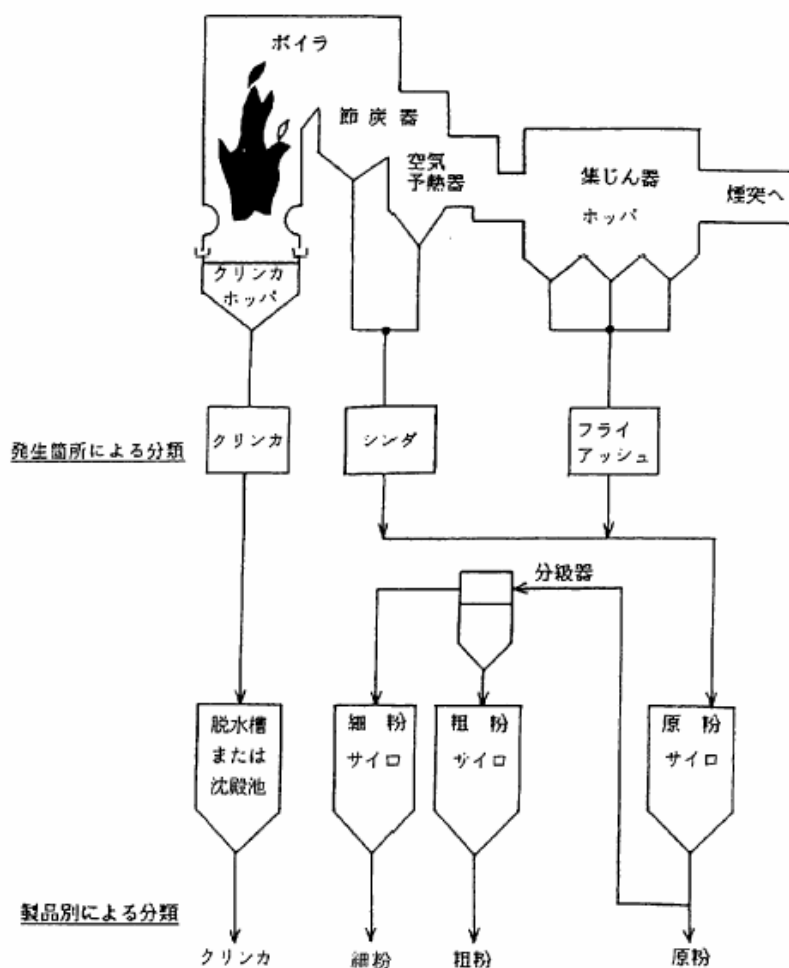 ボイラ
節炭器
空気
予熱器
集じん器
ホッパ
煙突へ
クリンカ
ホッパ
発生箇所による分類
クリンカ
シンダ
フライ
アッシュ
分級器
脱水槽
または
沈殿池
細粉
サイロ
粗粉
サイロ
原粉
サイロ
製品別による分類
クリンカ
細粉
粗粉
原粉